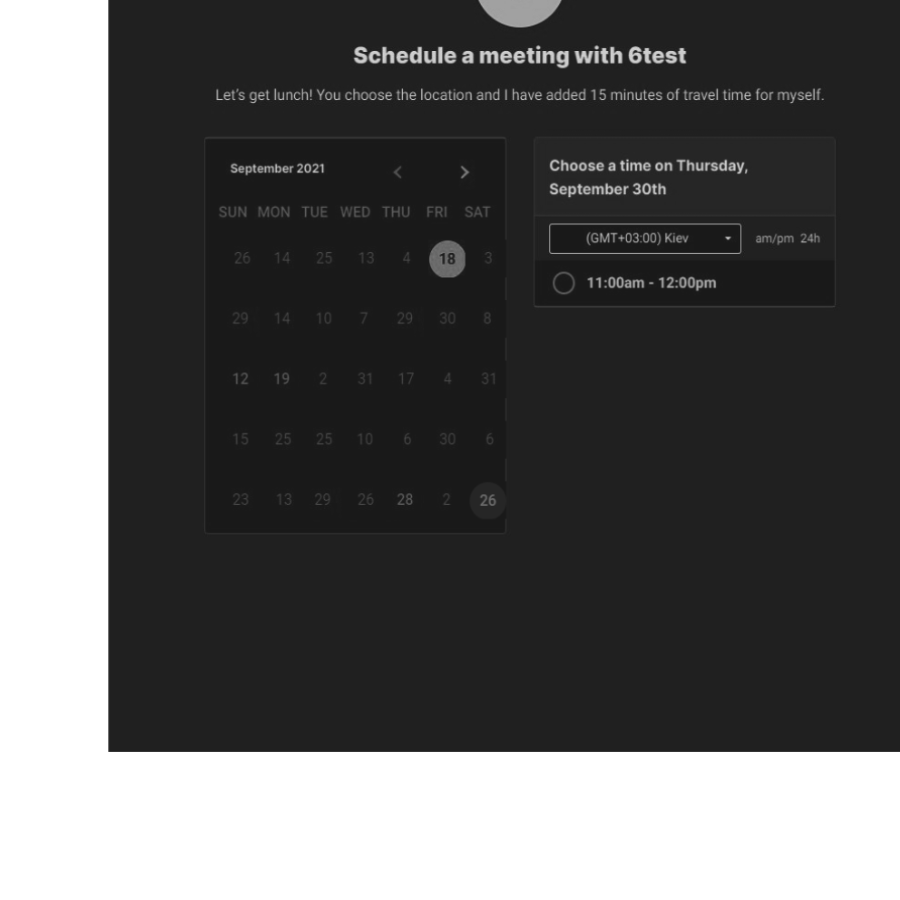 Schedule a meeting with 6test
Let's get lunch! You choose the location and I have added 15 minutes of travel time for myself.
September 2021
SUN MON TUE WED THU FRI SAT
26 14 25 13 4 18 3
29 14 10 7 29 30 8
12 19 2 31 17 4 31
15 25 25 10 6 30 6
23 13 29 26 28 2 26
Choose a time on Thursday,
September 30th
(GMT+03:00) Kiev am/pm 24h
11:00am - 12:00pm